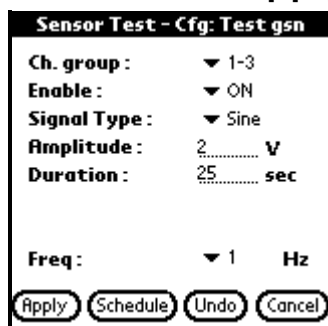 Sensor Test - Cfg: Test gsn
Ch. group : 1-3
Enable : ON
Signal Type : Sine
Amplitude : 2 V
Duration : 25 sec
Freq : 1 Hz
Apply Schedule Undo Cancel